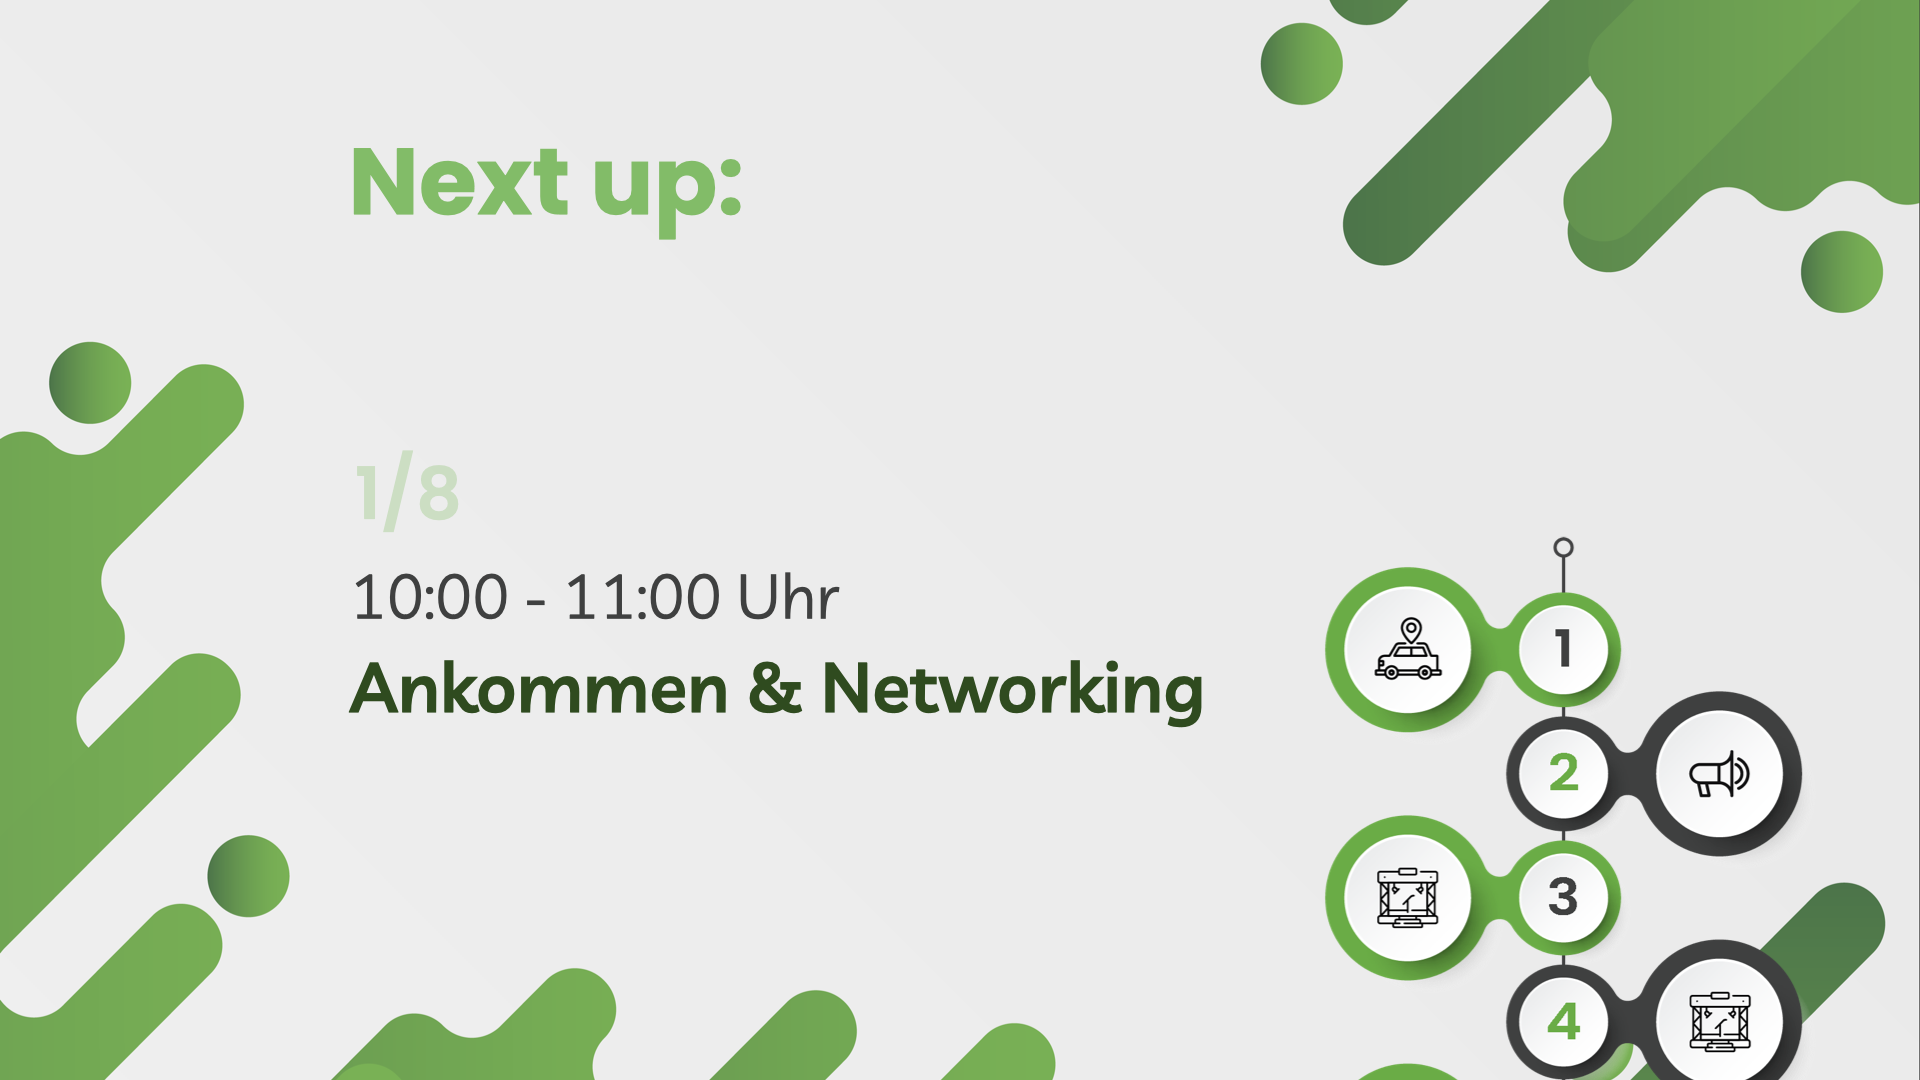 Next up:
1/8
10:00 - 11:00 Uhr
Ankommen & Networking
1
2
3
4